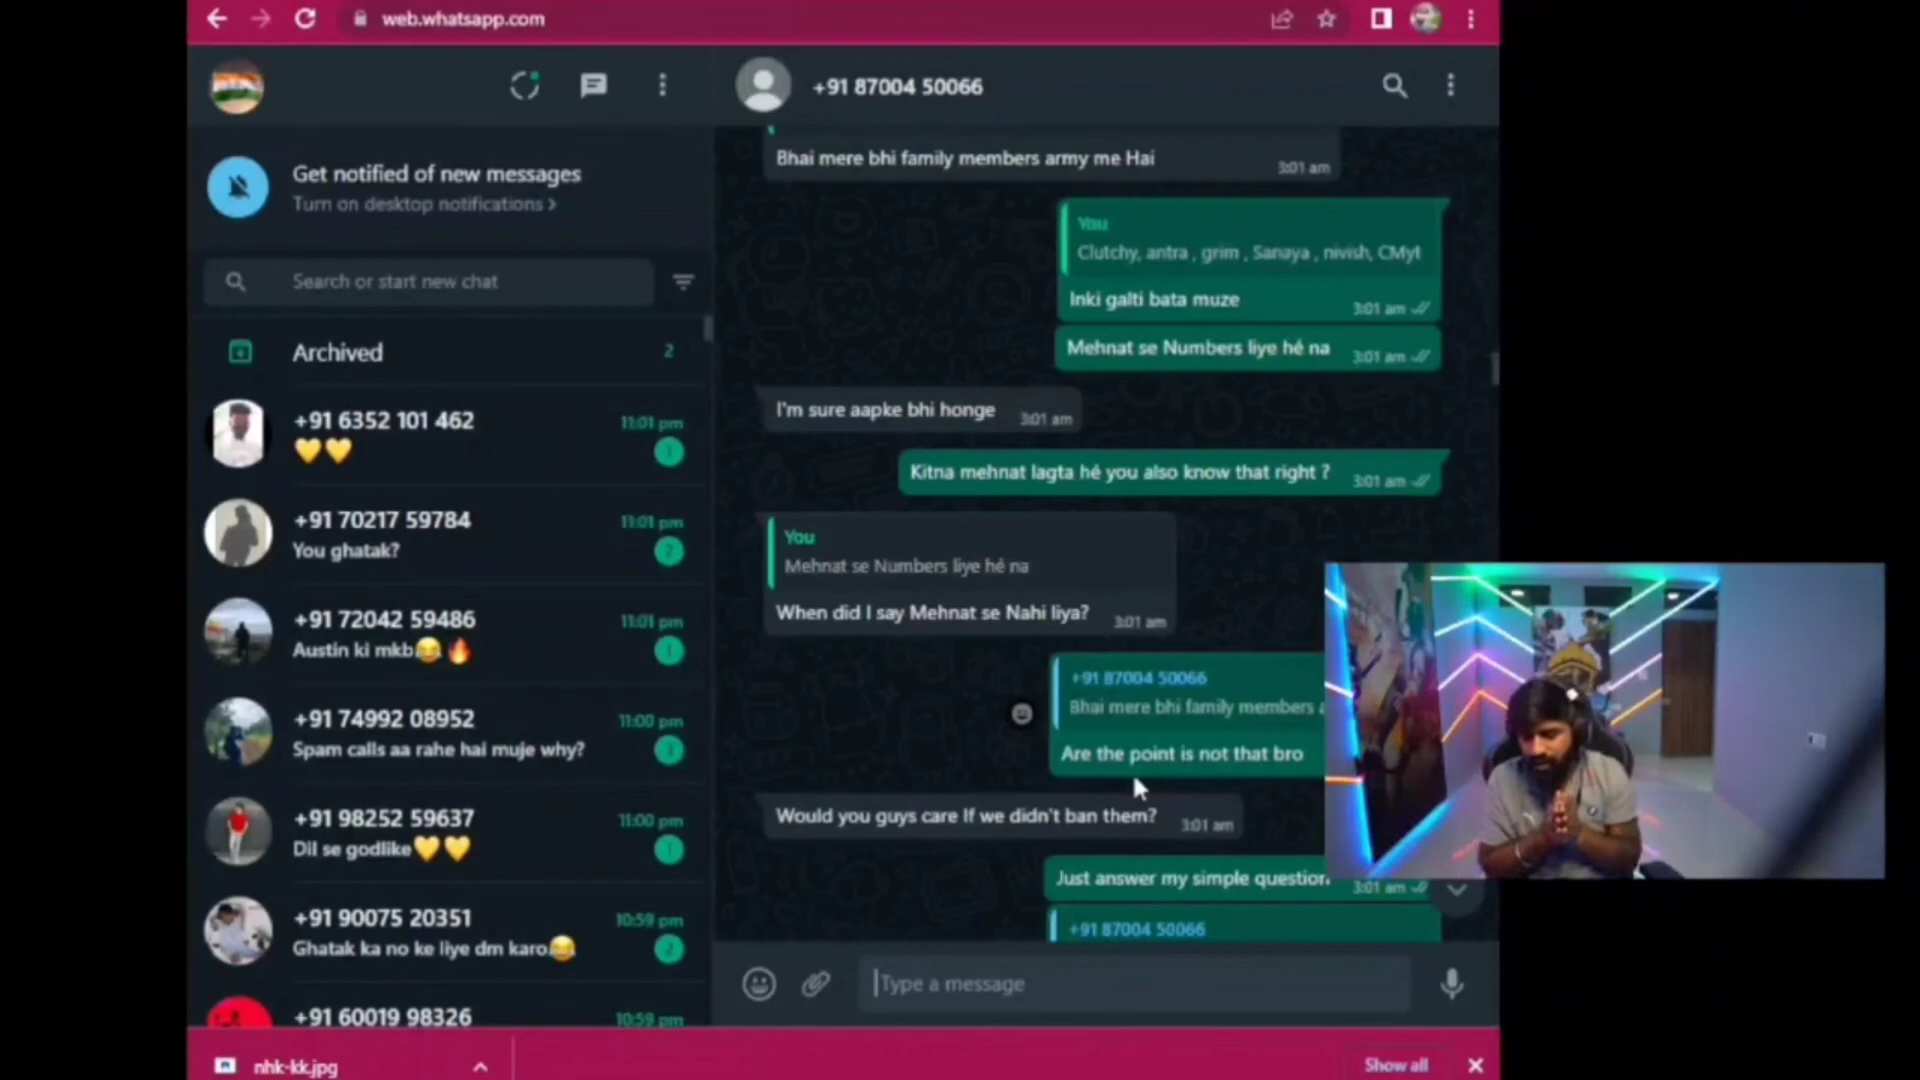 web.whatsapp.com
Get notified of new messages
Turn on desktop notifications >
Search or start new chat
Archived
2
+91 6352 101 462
11:01 pm
💛💛
1
+91 70217 59784
11:01 pm
You ghatak?
2
+91 72042 59486
11:01 pm
Austin ki mkb😂🔥
1
+91 74992 08952
11:00 pm
Spam calls aa rahe hai muje why?
+91 98252 59637
11:00 pm
Dil se godlike💛💛
1
+91 90075 20351
10:59 pm
Ghatak ka no ke liye dm karo😂
2
+91 60019 98326
10:59 pm
+91 87004 50066
Bhai mere bhi family members army me Hai
3:01 am
You
Clutchy, antra , grim , Sanaya , nivish, CMyt
Inki galti bata muze
3:01 am
Mehnat se Numbers liye hé na
3:01 am
I'm sure aapke bhi honge
3:01 am
Kitna mehnat lagta hé you also know that right ?
3:01 am
You
Mehnat se Numbers liye hé na
When did I say Mehnat se Nahi liya?
3:01 am
+91 87004 50066
Bhai mere bhi family members a
Are the point is not that bro
Would you guys care If we didn't ban them?
3:01 am
Just answer my simple question
3:01 am
+91 87004 50066
Type a message
nhk-kk.jpg
Show all